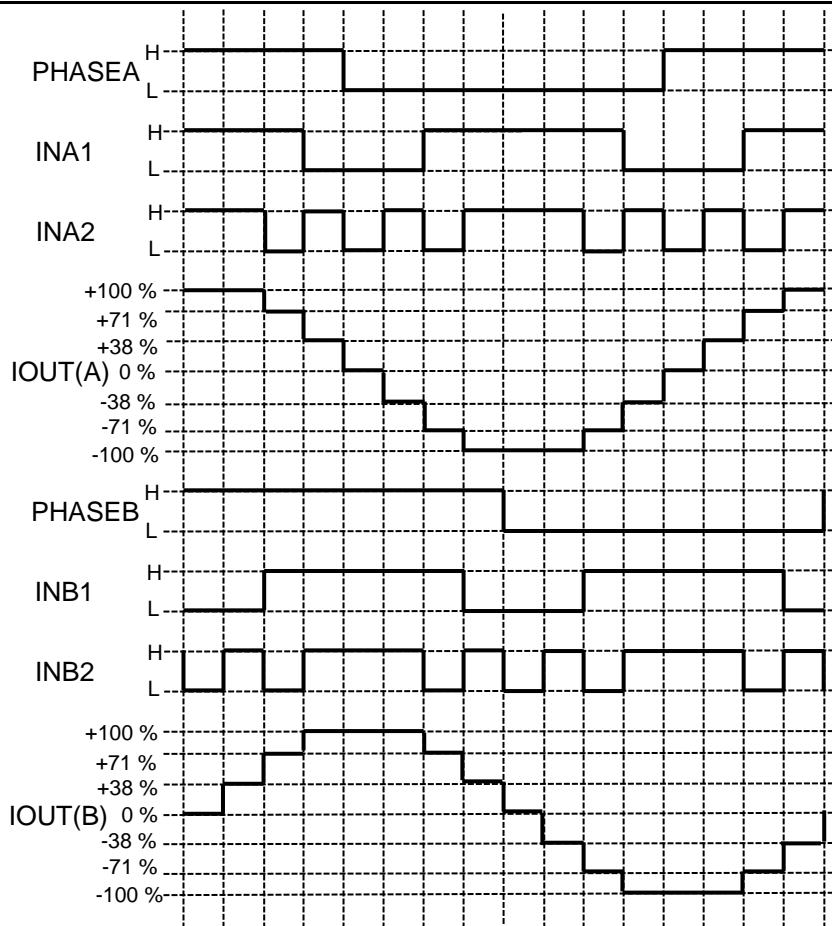 H
PHASEA
L
H
INA1
L
H
INA2
L
+100 %
+71 %
+38 %
IOUT(A) 0 %
-38 %
-71 %
-100 %
H
PHASEB
L
H
INB1
L
H
INB2
L
+100 %
+71 %
+38 %
IOUT(B) 0 %
-38 %
-71 %
-100 %